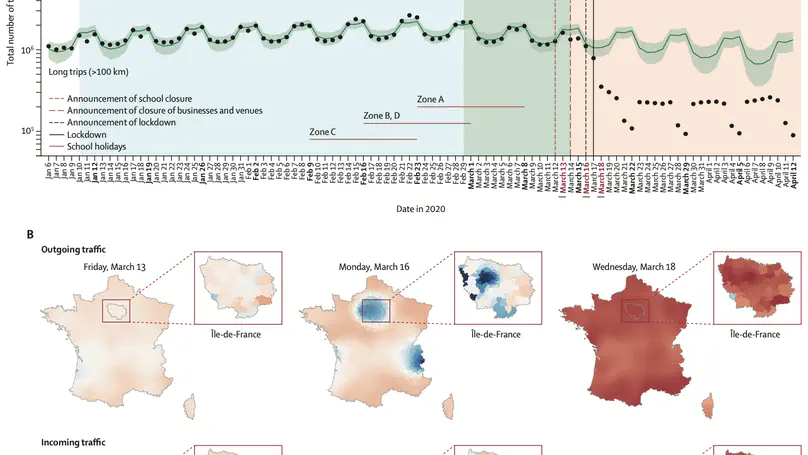 Total number of t
10⁶
10⁵
Long trips (>100 km)
Announcement of school closure
Announcement of closure of businesses and venues
Announcement of lockdown
Lockdown
School holidays
Zone A
Zone B, D
Zone C
Jan 6
Jan 7
Jan 8
Jan 9
Jan 10
Jan 11
Jan 12
Jan 13
Jan 14
Jan 15
Jan 16
Jan 17
Jan 18
Jan 19
Jan 20
Jan 21
Jan 22
Jan 23
Jan 24
Jan 25
Jan 26
Jan 27
Jan 28
Jan 29
Jan 30
Jan 31
Feb 1
Feb 2
Feb 3
Feb 4
Feb 5
Feb 6
Feb 7
Feb 8
Feb 9
Feb 10
Feb 11
Feb 12
Feb 13
Feb 14
Feb 15
Feb 16
Feb 17
Feb 18
Feb 19
Feb 20
Feb 21
Feb 22
Feb 23
Feb 24
Feb 25
Feb 26
Feb 27
Feb 28
Feb 29
March 1
March 2
March 3
March 4
March 5
March 6
March 7
March 8
March 9
March 10
March 11
March 12
March 13
March 14
March 15
March 16
March 17
March 18
March 19
March 20
March 21
March 22
March 23
March 24
March 25
March 26
March 27
March 28
March 29
March 30
March 31
April 1
April 2
April 3
April 4
April 5
April 6
April 7
April 8
April 9
April 10
April 11
April 12
Date in 2020
B
Outgoing traffic
Friday, March 13
Île-de-France
Monday, March 16
Île-de-France
Wednesday, March 18
Île-de-France
Incoming traffic